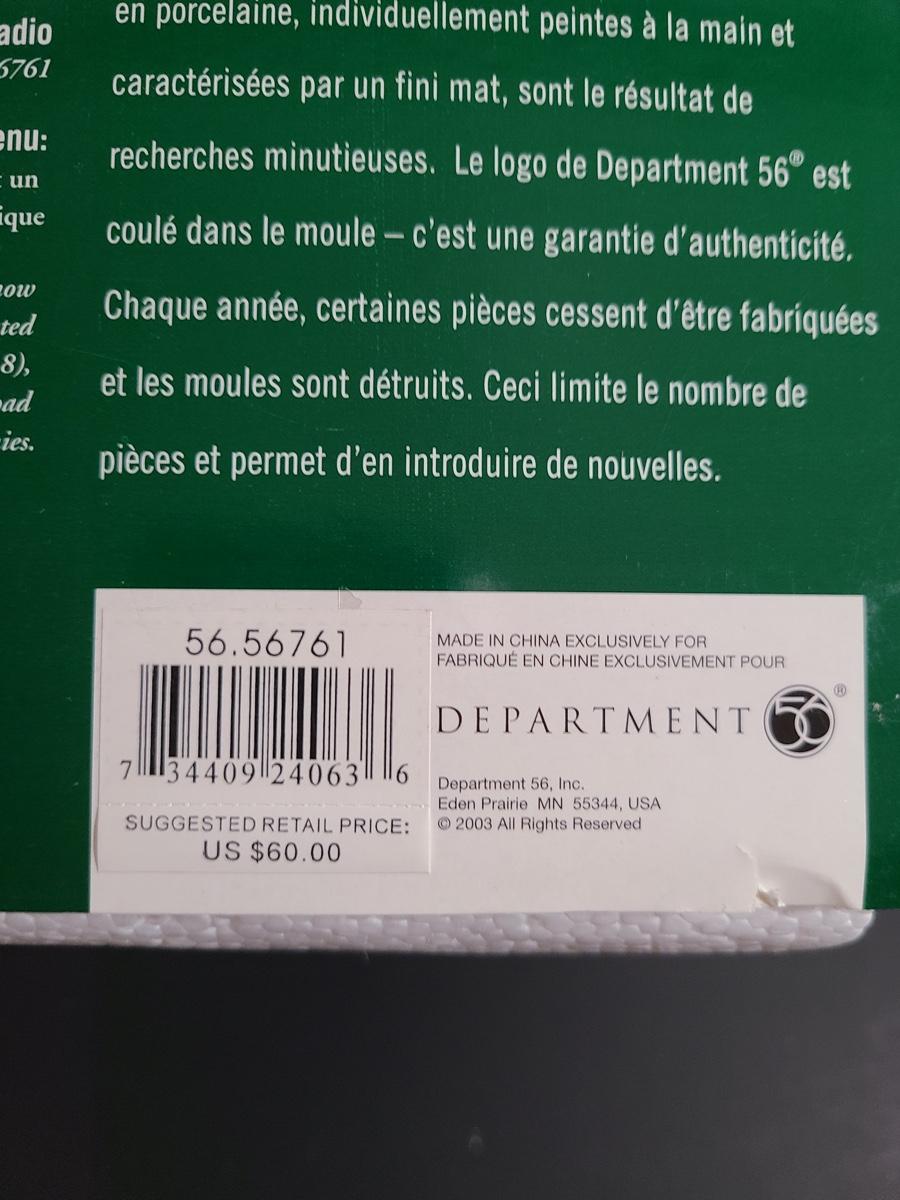 adio
6761
enu:
un
ique
now
ted
8),
oad
ies.
en porcelaine, individuellement peintes à la main et
caractérisées par un fini mat, sont le résultat de
recherches minutieuses. Le logo de Department 56® est
coulé dans le moule – c'est une garantie d'authenticité.
Chaque année, certaines pièces cessent d'être fabriquées
et les moules sont détruits. Ceci limite le nombre de
pièces et permet d'en introduire de nouvelles.
56.56761
7 34409 24063 6
SUGGESTED RETAIL PRICE:
US $60.00
MADE IN CHINA EXCLUSIVELY FOR
FABRIQUÉ EN CHINE EXCLUSIVEMENT POUR
DEPARTMENT 56®
Department 56, Inc.
Eden Prairie MN 55344, USA
© 2003 All Rights Reserved